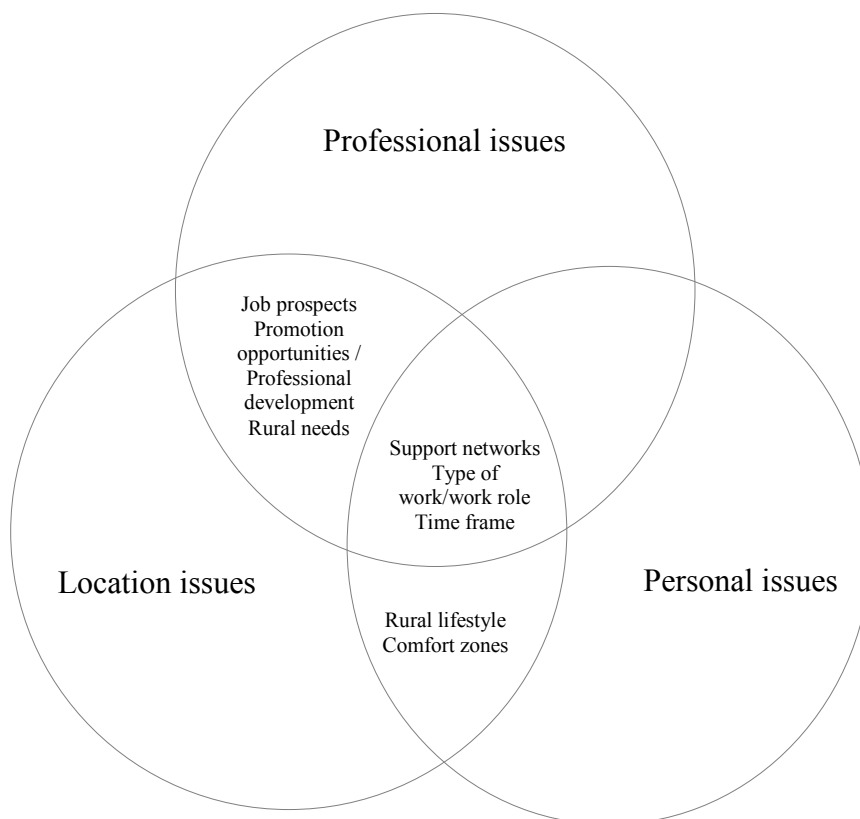 Professional issues
Job prospects
Promotion
opportunities /
Professional
development
Rural needs
Support networks
Type of
work/work role
Time frame
Location issues
Personal issues
Rural lifestyle
Comfort zones